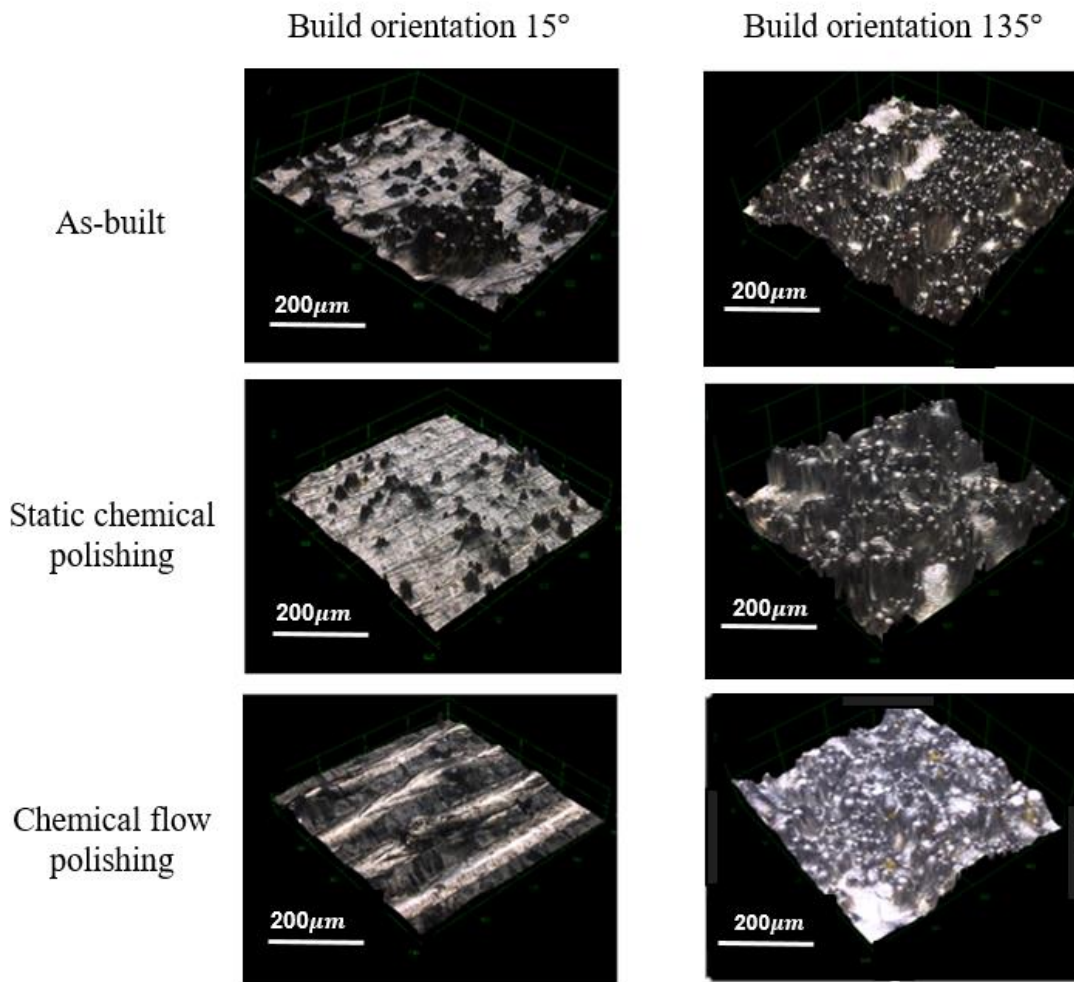 Build orientation 15°
Build orientation 135°
As-built
200μm
200μm
Static chemical
polishing
200μm
200μm
Chemical flow
polishing
200μm
200μm